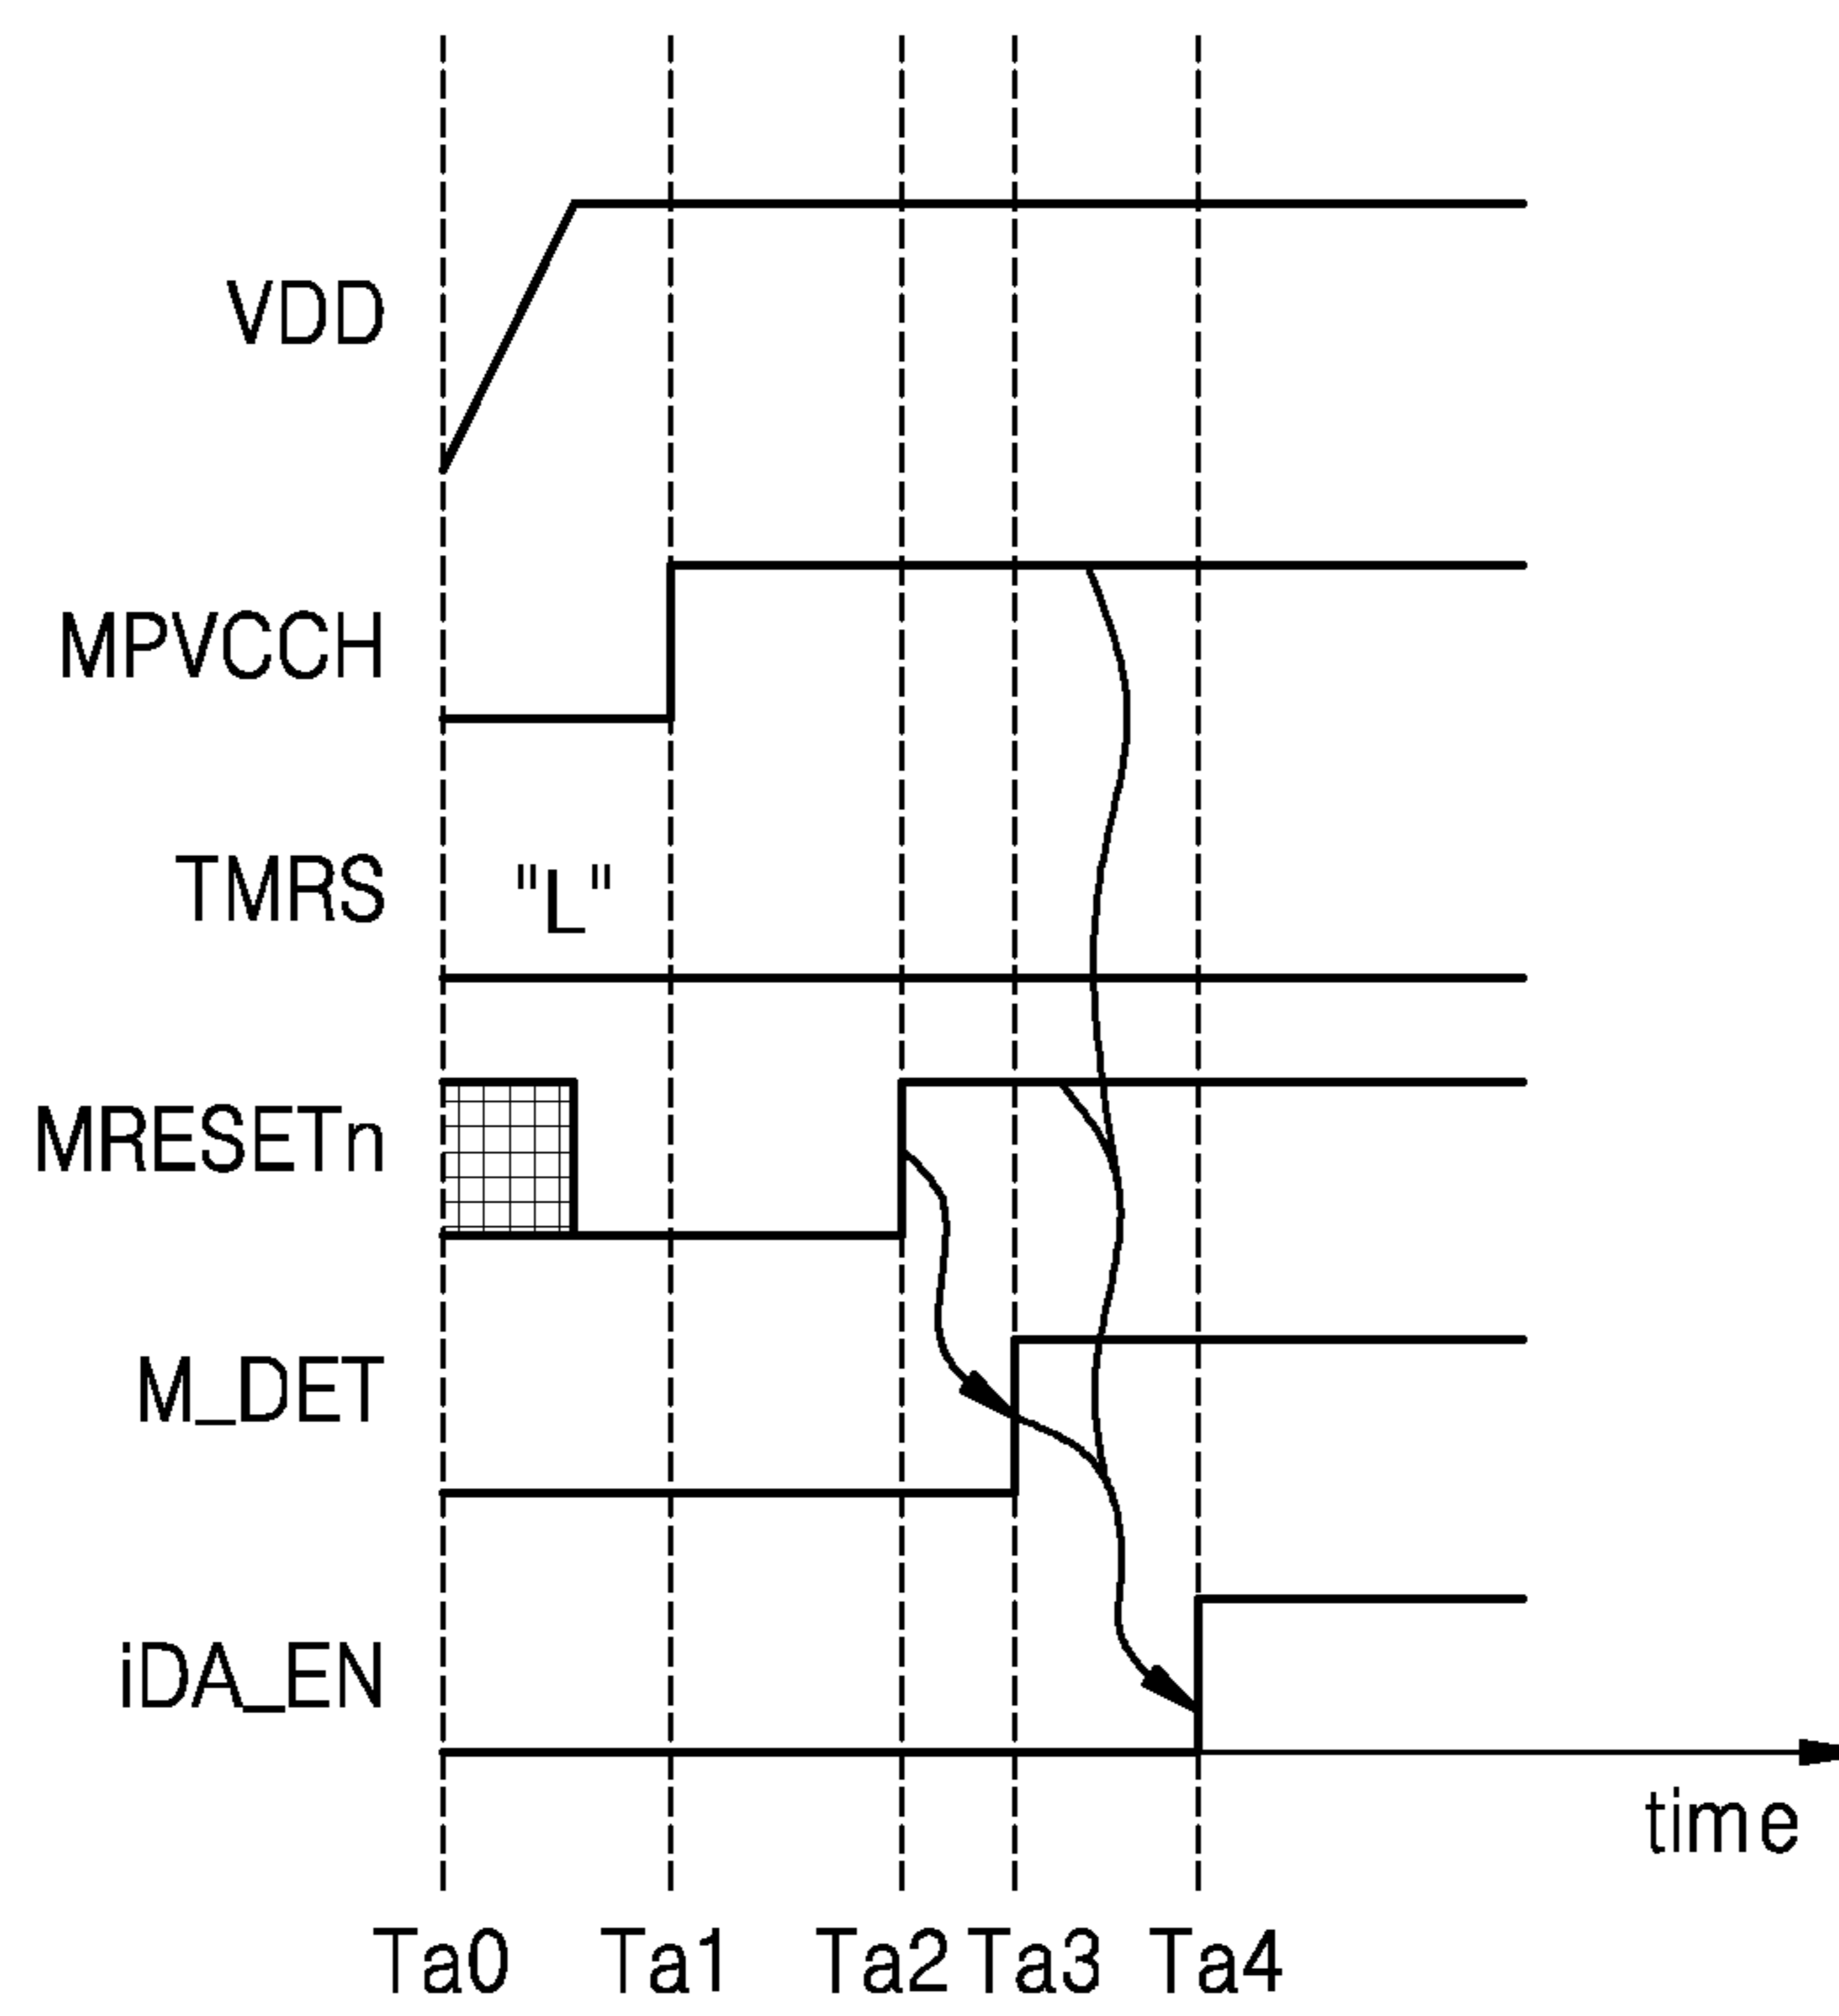 VDD
MPVCCH
TMRS "L"
MRESETn
M_DET
iDA_EN
time
Ta0 Ta1 Ta2 Ta3 Ta4